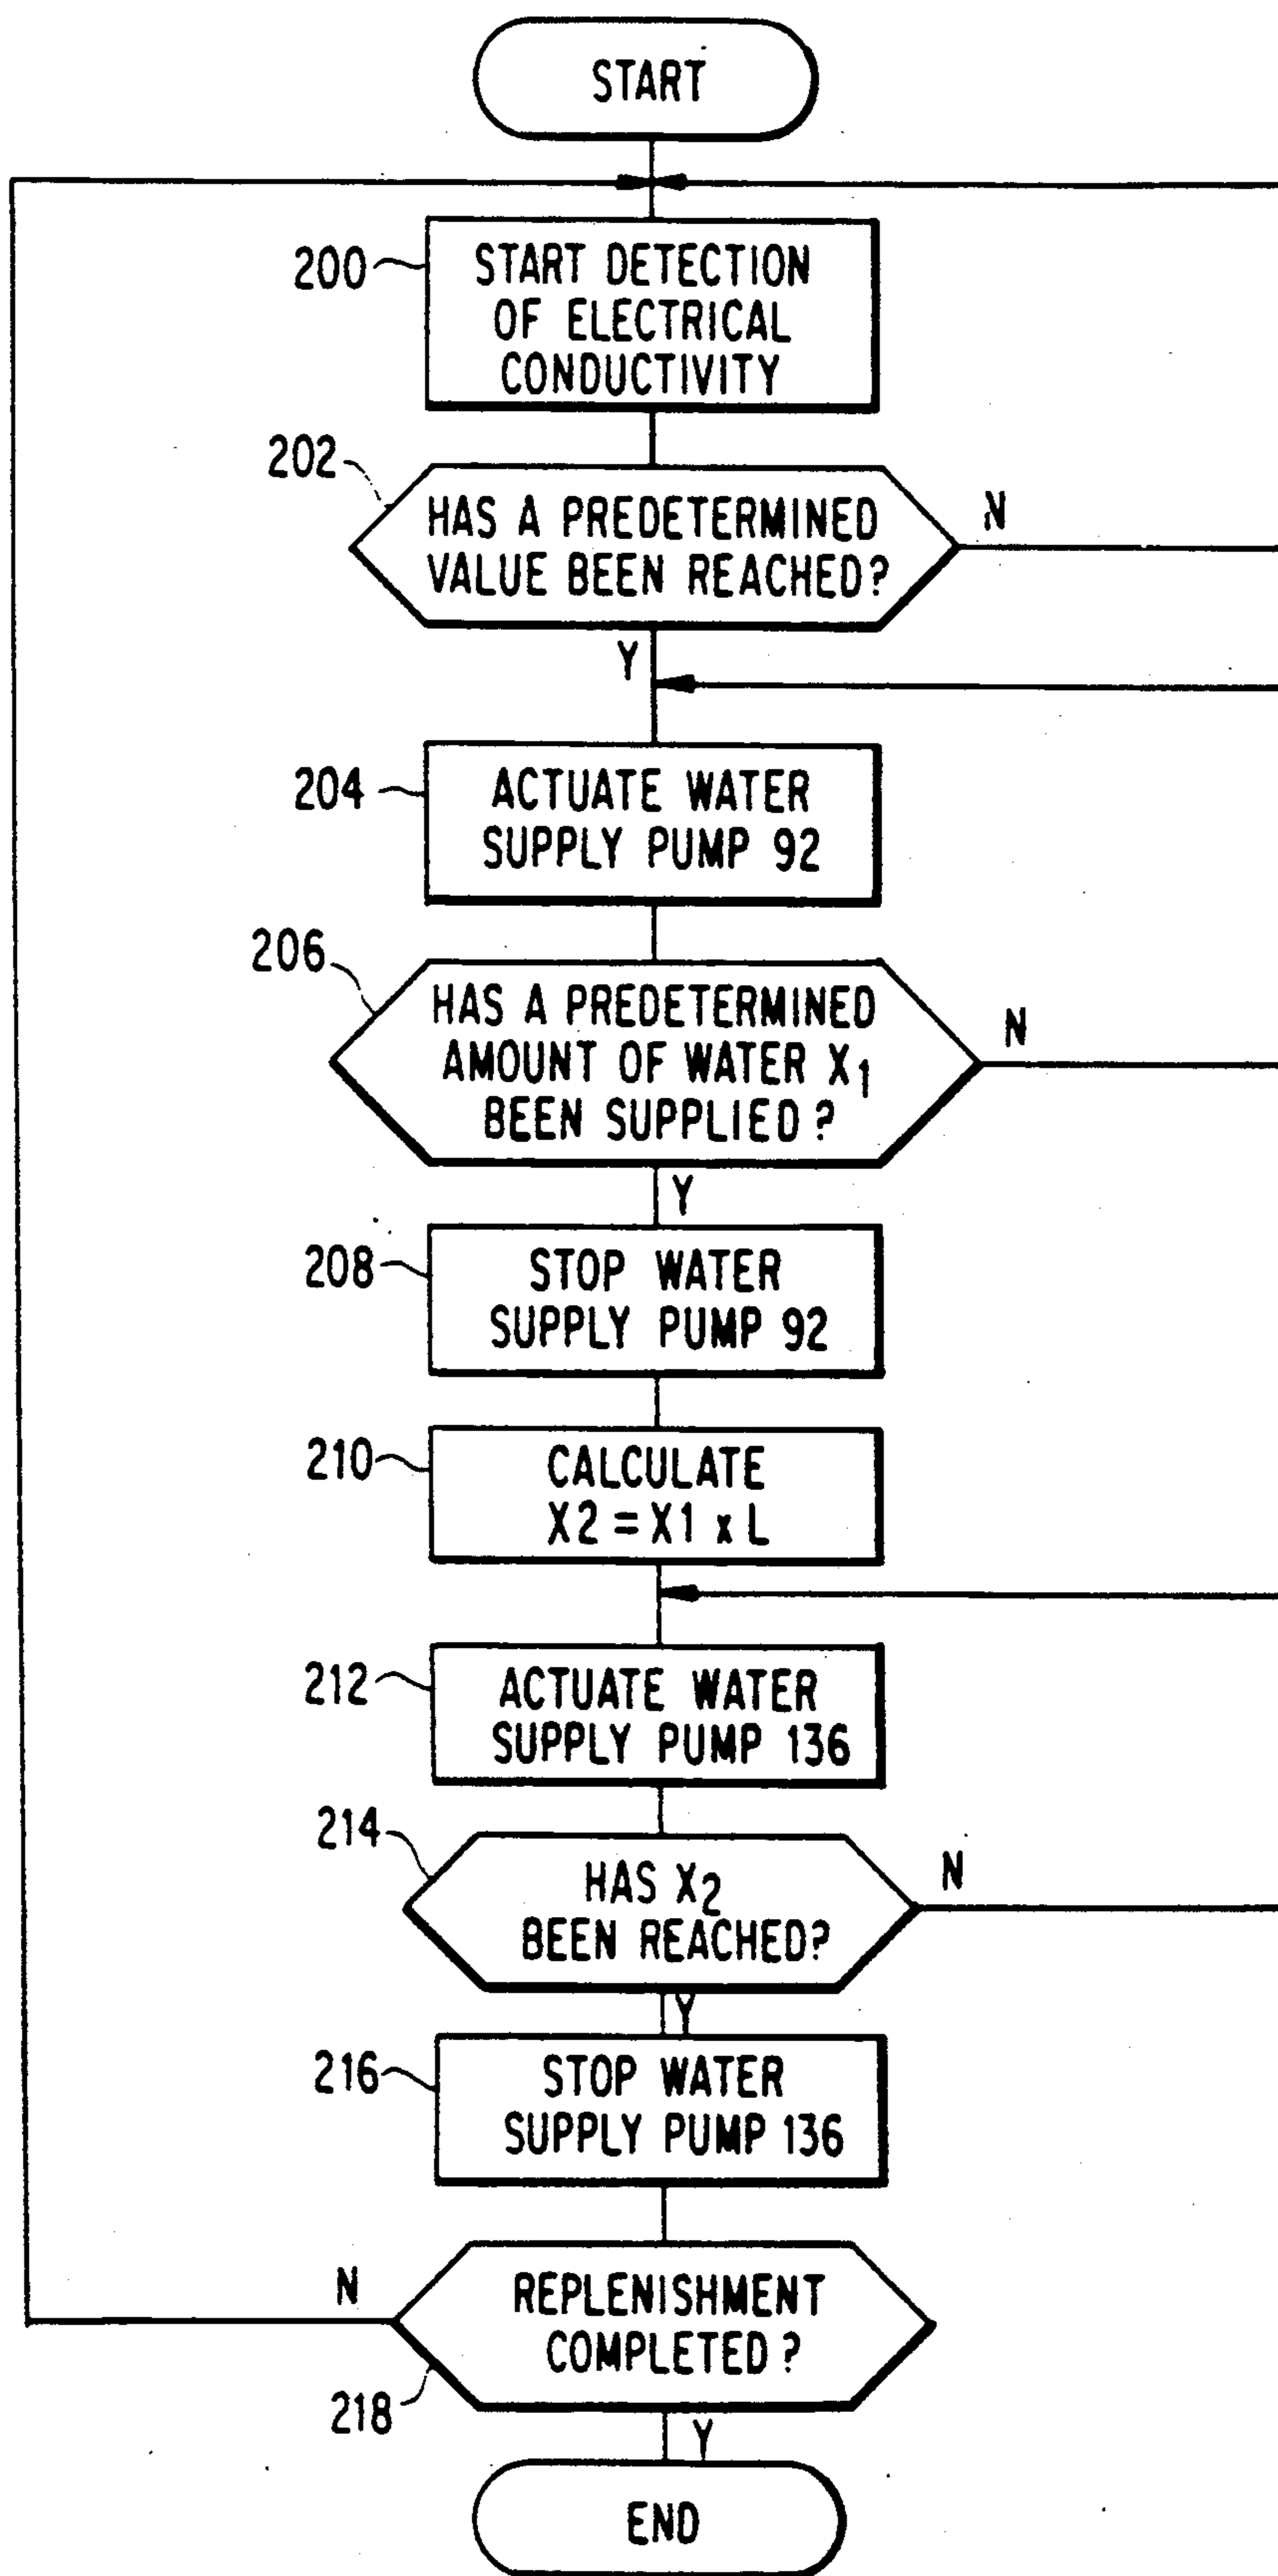 START
200
START DETECTION
OF ELECTRICAL
CONDUCTIVITY
202
HAS A PREDETERMINED
VALUE BEEN REACHED?
N
Y
204
ACTUATE WATER
SUPPLY PUMP 92
206
HAS A PREDETERMINED
AMOUNT OF WATER X1
BEEN SUPPLIED?
N
Y
208
STOP WATER
SUPPLY PUMP 92
210
CALCULATE
X2 = X1 x L
212
ACTUATE WATER
SUPPLY PUMP 136
214
HAS X2
BEEN REACHED?
N
Y
216
STOP WATER
SUPPLY PUMP 136
N
REPLENISHMENT
COMPLETED?
218
Y
END